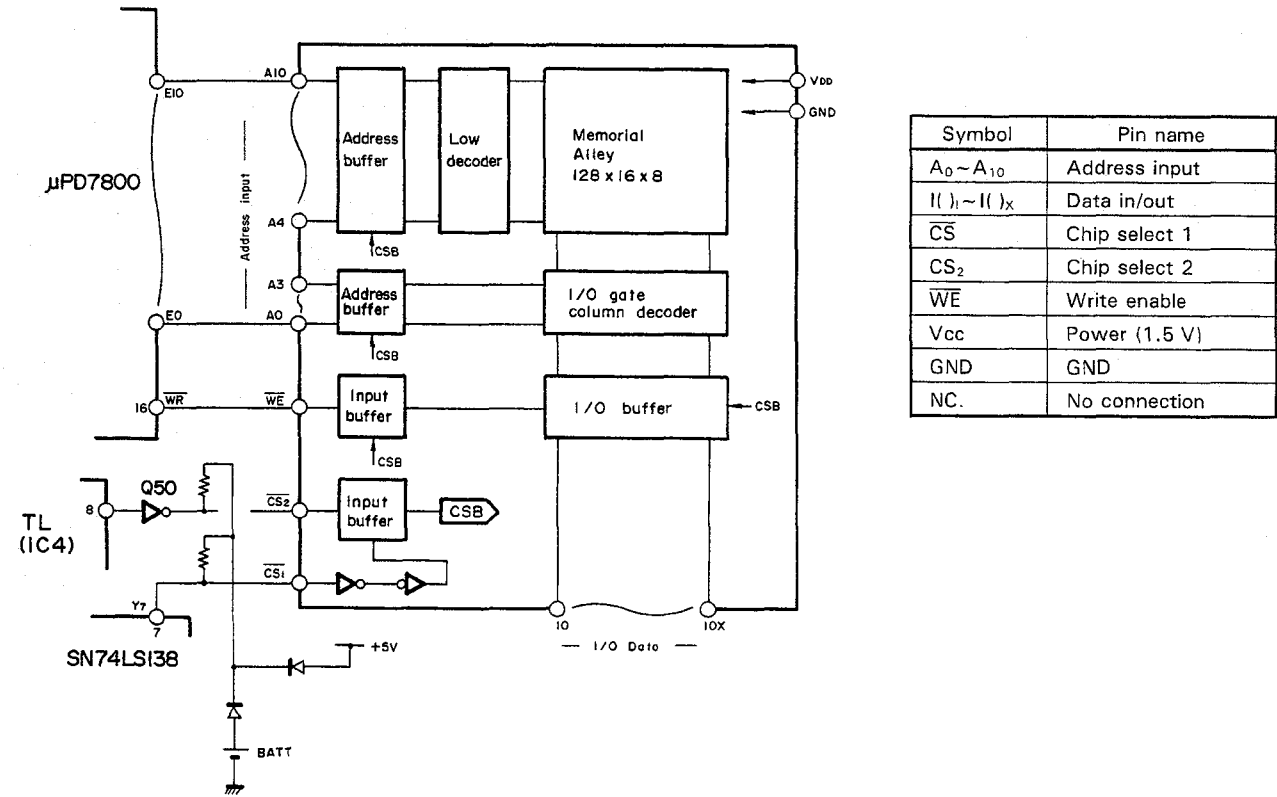 μPD7800
E10
A10
Address input
A4
Address
buffer
CSB
Low
decoder
Memorial
Alley
128 x 16 x 8
VDD
GND
A3
E0
A0
Address
buffer
CSB
I/O gate
column decoder
16
WR
WE
Input
buffer
CSB
I/O buffer
CSB
TL
(IC4)
8
Q50
CS2
Input
buffer
CSB
CS1
Y7
7
SN74LS138
+5V
BATT
10
10X
I/O Data
Symbol Pin name
A0~A10 Address input
I( )I~I( )X Data in/out
CS Chip select 1
CS2 Chip select 2
WE Write enable
Vcc Power (1.5 V)
GND GND
NC. No connection